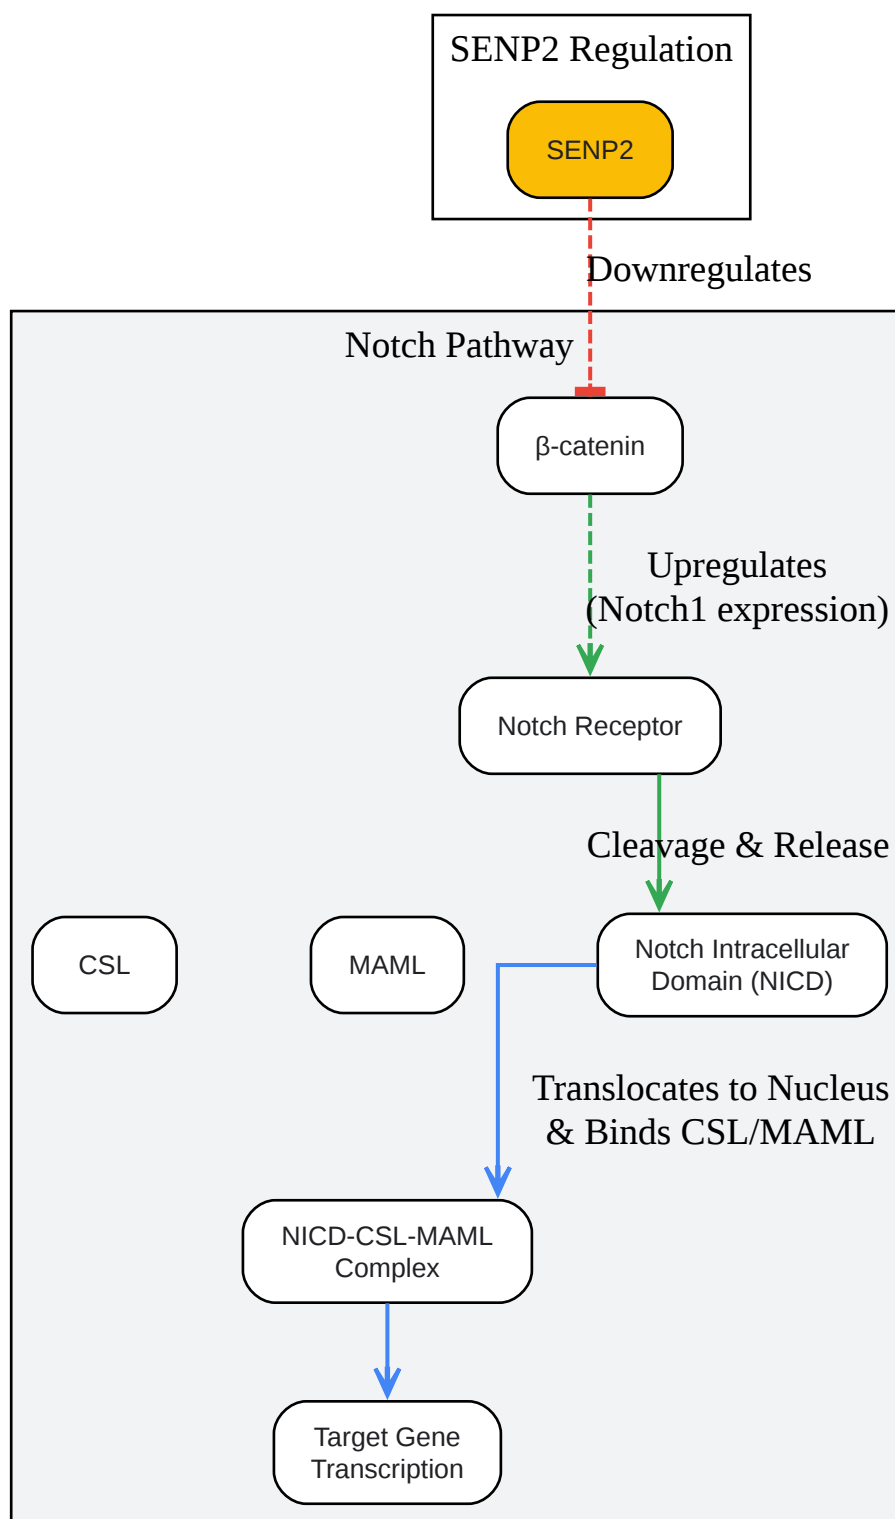 SENP2 Regulation
SENP2
Downregulates
Notch Pathway
β-catenin
Upregulates
(Notch1 expression)
Notch Receptor
Cleavage & Release
CSL
MAML
Notch Intracellular
Domain (NICD)
Translocates to Nucleus
& Binds CSL/MAML
NICD-CSL-MAML
Complex
Target Gene
Transcription